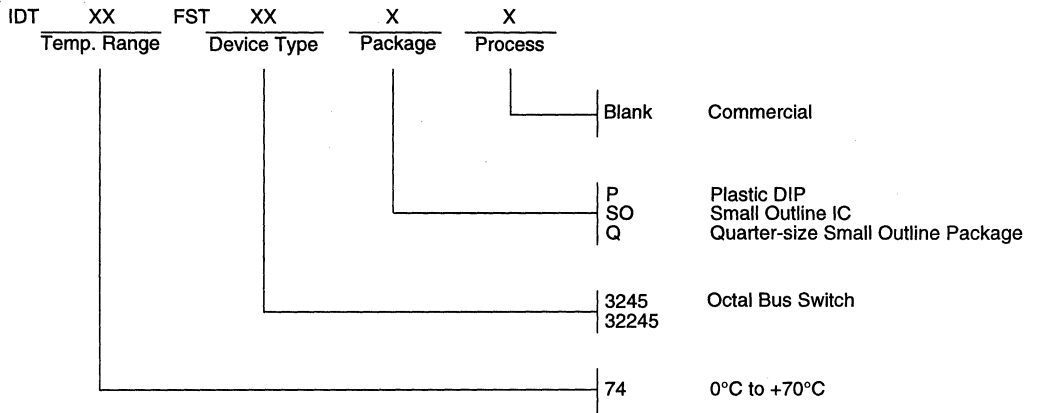 IDT XX FST XX X X
Temp. Range Device Type Package Process
Blank Commercial
P Plastic DIP
SO Small Outline IC
Q Quarter-size Small Outline Package
3245 Octal Bus Switch
32245
74 0°C to +70°C